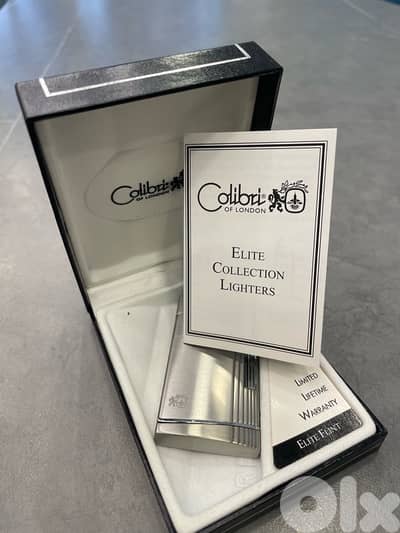 Colibri
OF LONDON
Colibri
OF LONDON
ELITE
COLLECTION
LIGHTERS
LIMITED
LIFETIME
WARRANTY
ELITE FLINT
OLX